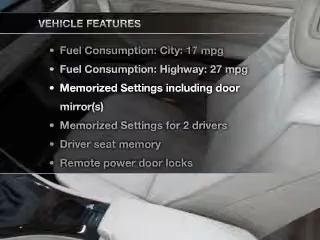 VEHICLE FEATURES
• Fuel Consumption: City: 17 mpg
• Fuel Consumption: Highway: 27 mpg
• Memorized Settings including door
mirror(s)
• Memorized Settings for 2 drivers
• Driver seat memory
• Remote power door locks